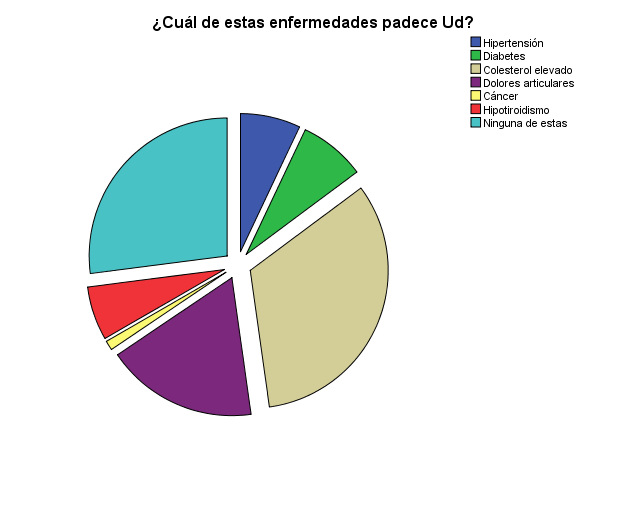 ¿Cuál de estas enfermedades padece Ud?
Hipertensión
Diabetes
Colesterol elevado
Dolores articulares
Cáncer
Hipotiroidismo
Ninguna de estas